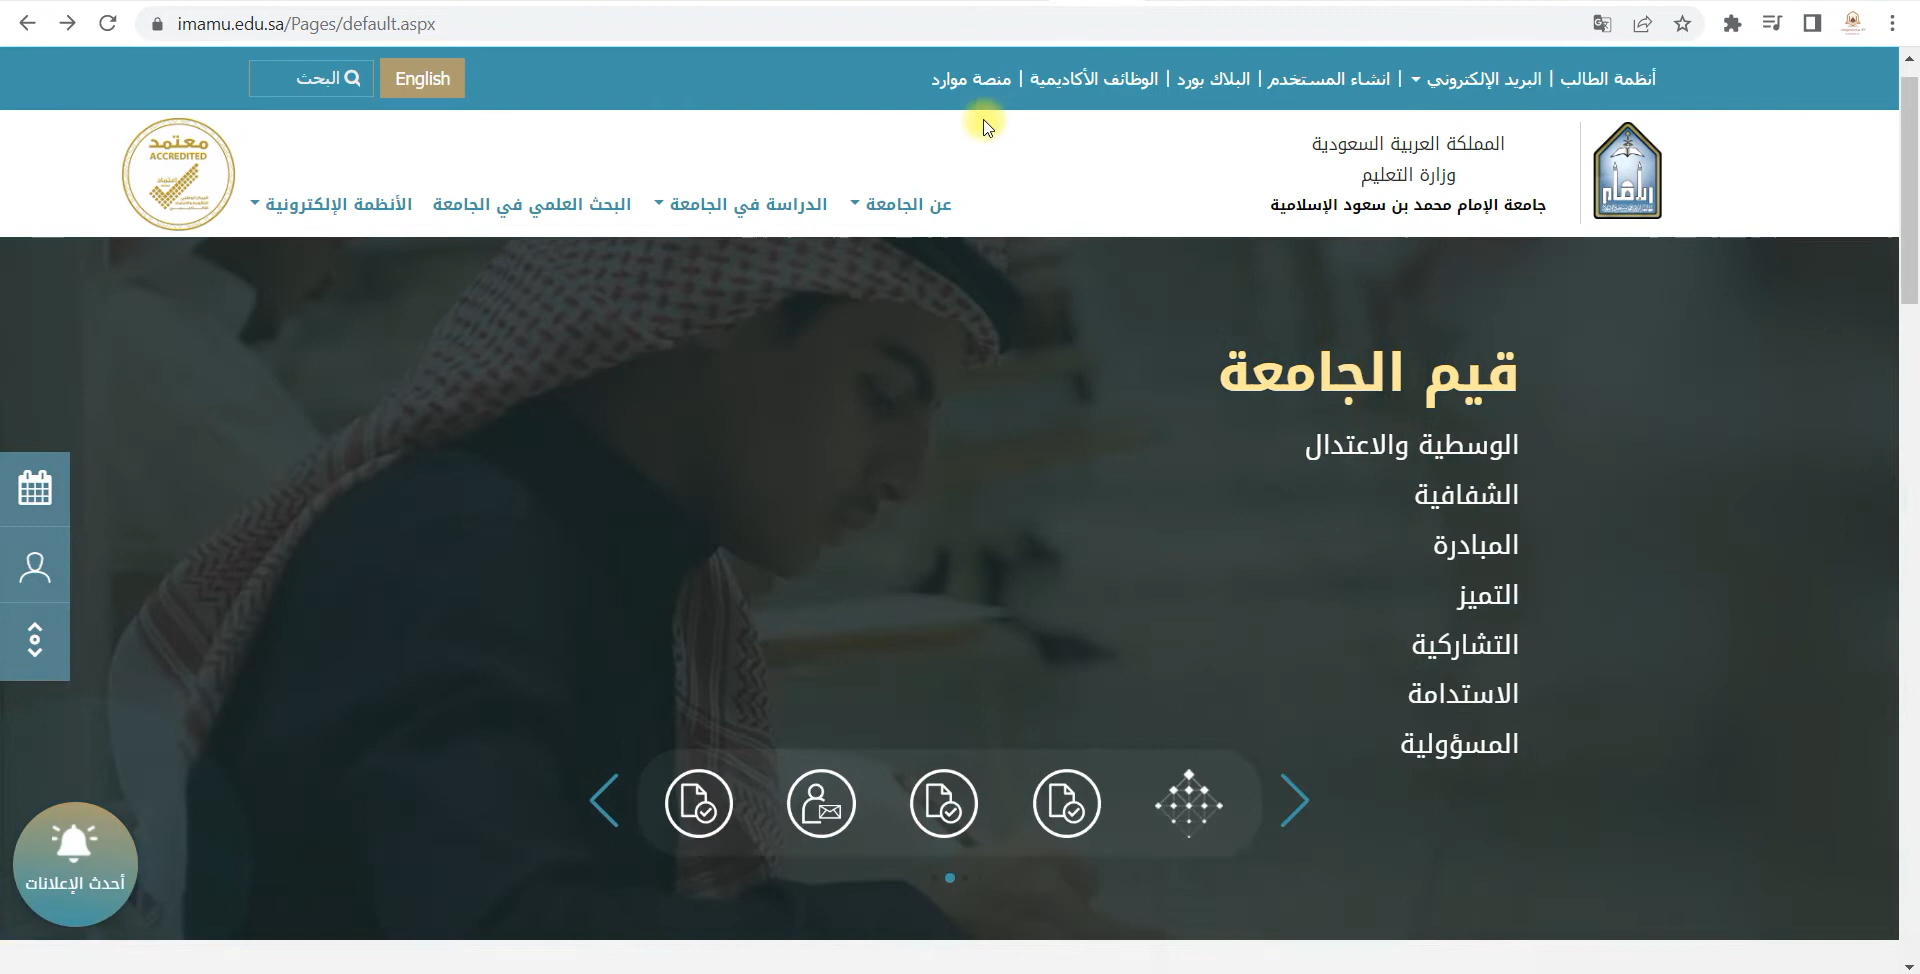 imamu.edu.sa/Pages/default.aspx
أنظمة الطالب | البريد الإلكتروني | انشاء المستخدم | البلاك بورد | الوظائف الأكاديمية | منصة موارد
English
البحث
المملكة العربية السعودية
وزارة التعليم
جامعة الإمام محمد بن سعود الإسلامية
عن الجامعة
الدراسة في الجامعة
البحث العلمي في الجامعة
الأنظمة الإلكترونية
معتمد
ACCREDITED
اعتماد
قيم الجامعة
الوسطية والاعتدال
الشفافية
المبادرة
التميز
التشاركية
الاستدامة
المسؤولية
أحدث الإعلانات